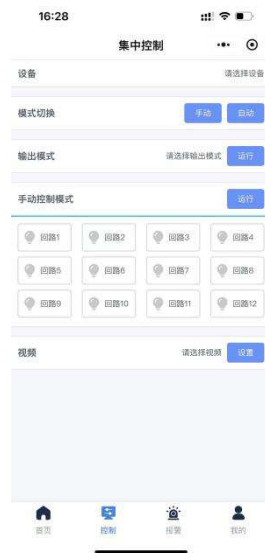 16:28
集中控制
设备 请选择设备
模式切换 手动 自动
输出模式 请选择输出模式 运行
手动控制模式 运行
回路1 回路2 回路3 回路4
回路5 回路6 回路7 回路8
回路9 回路10 回路11 回路12
视频 请选择视频 设置
首页 控制 报警 我的